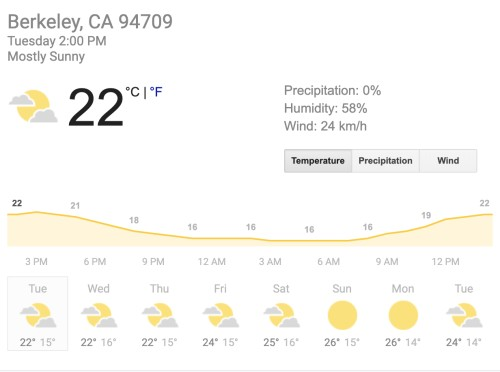 Berkeley, CA 94709
Tuesday 2:00 PM
Mostly Sunny
22 °C | °F
Precipitation: 0%
Humidity: 58%
Wind: 24 km/h
Temperature Precipitation Wind
22 21 18 16 16 16 16 19 22
3 PM 6 PM 9 PM 12 AM 3 AM 6 AM 9 AM 12 PM
Tue Wed Thu Fri Sat Sun Mon Tue
22° 15° 22° 16° 22° 15° 24° 15° 25° 16° 26° 15° 26° 14° 24° 14°